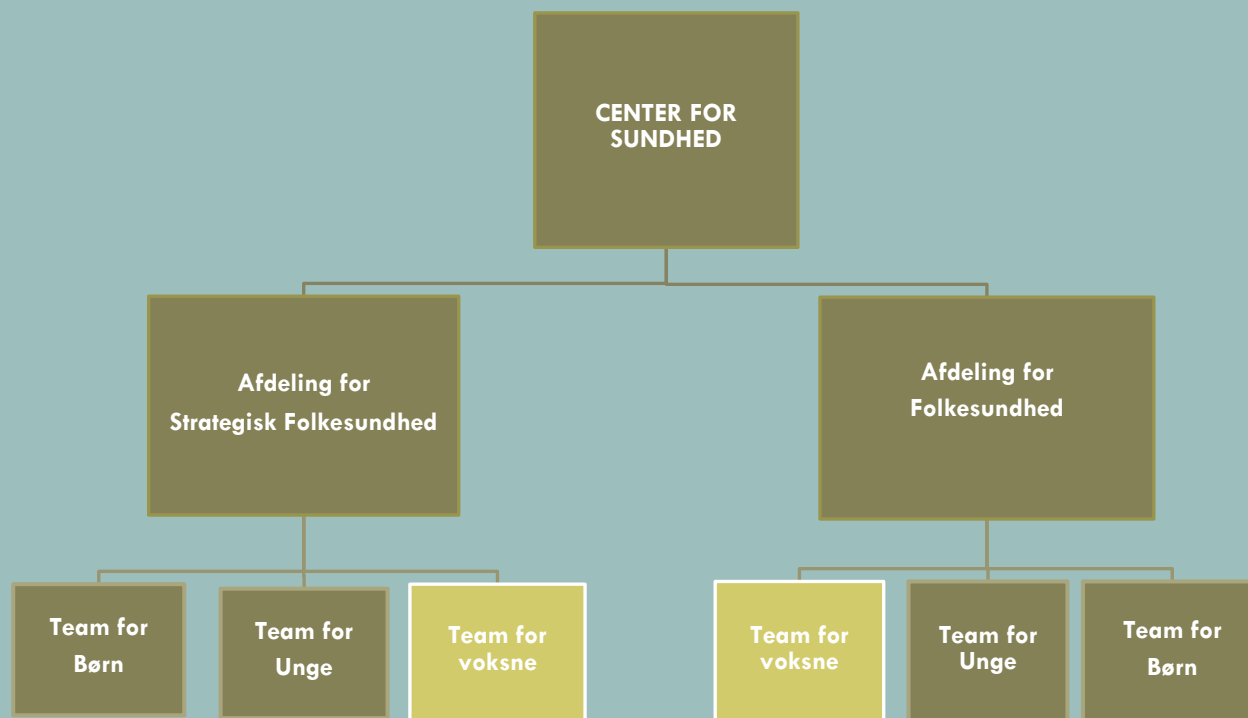 CENTER FOR
SUNDHED
Afdeling for
Strategisk Folkesundhed
Afdeling for
Folkesundhed
Team for
Børn
Team for
Unge
Team for
voksne
Team for
voksne
Team for
Unge
Team for
Børn